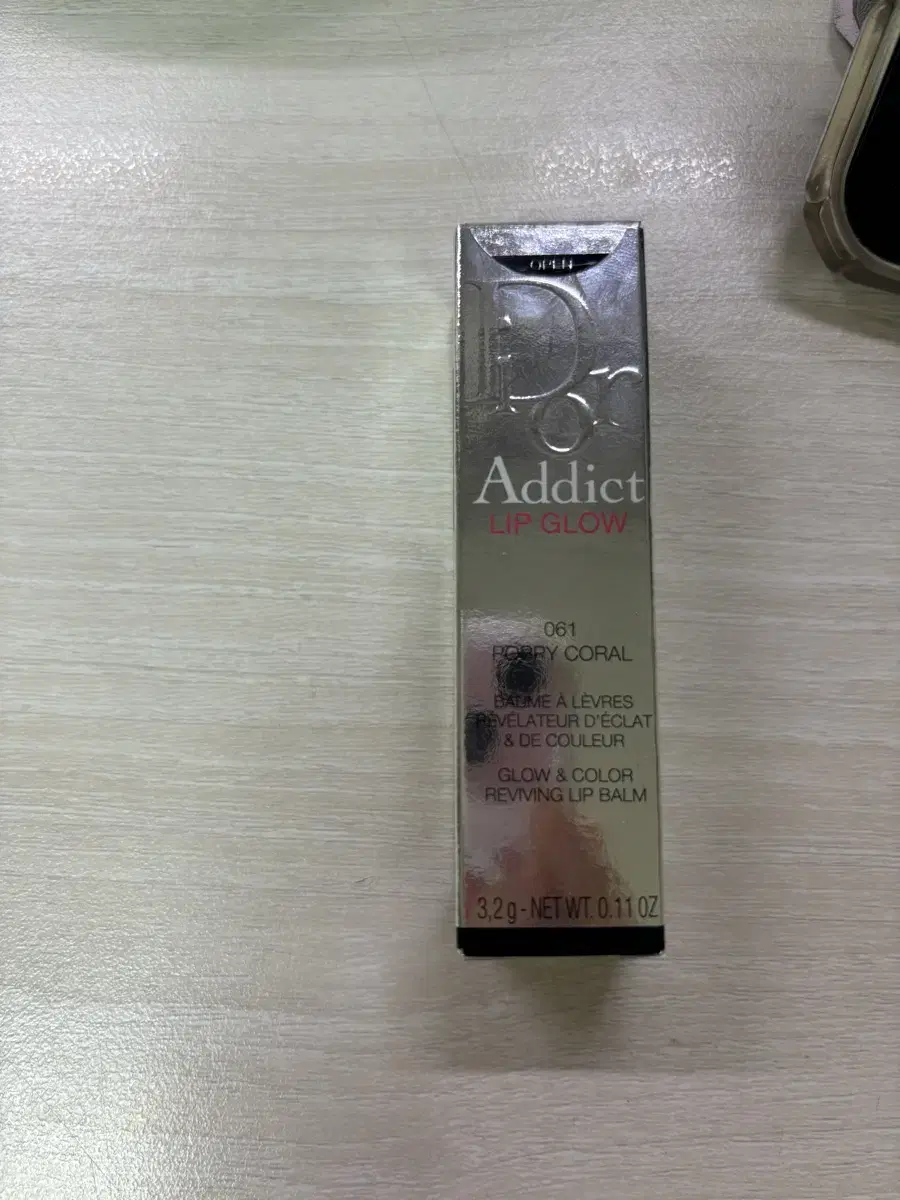 OPEN
Dior
Addict
LIP GLOW
061
POPPY CORAL
BAUME À LÈVRES
RÉVÉLATEUR D'ÉCLAT
& DE COULEUR
GLOW & COLOR
REVIVING LIP BALM
3,2 g - NET WT. 0.11 OZ